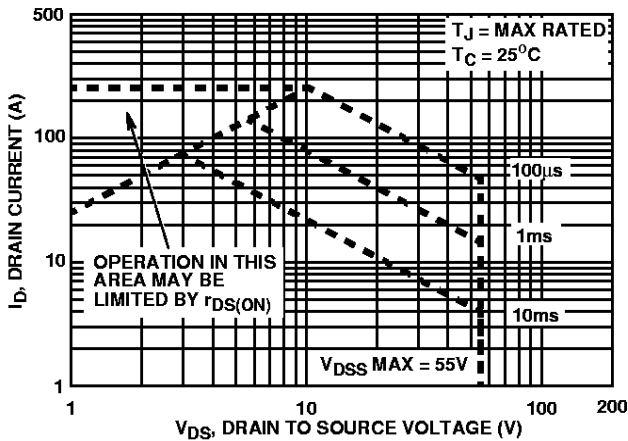 500
T_J = MAX RATED
T_C = 25°C
100
100µs
1ms
10
OPERATION IN THIS
AREA MAY BE
LIMITED BY r_DS(ON)
10ms
V_DSS MAX = 55V
1
1
10
100
200
V_DS, DRAIN TO SOURCE VOLTAGE (V)
I_D, DRAIN CURRENT (A)